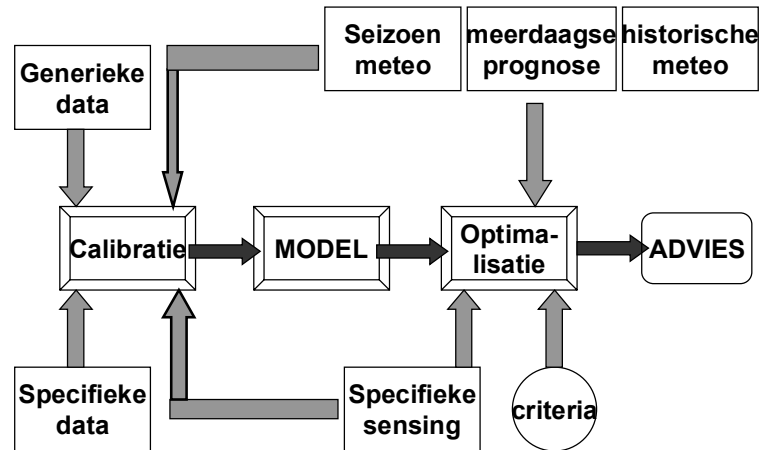 Seizoen
meteo
meerdaagse
prognose
historische
meteo
Generieke
data
Calibratie
MODEL
Optima-
lisatie
ADVIES
Specifieke
data
Specifieke
sensing
criteria